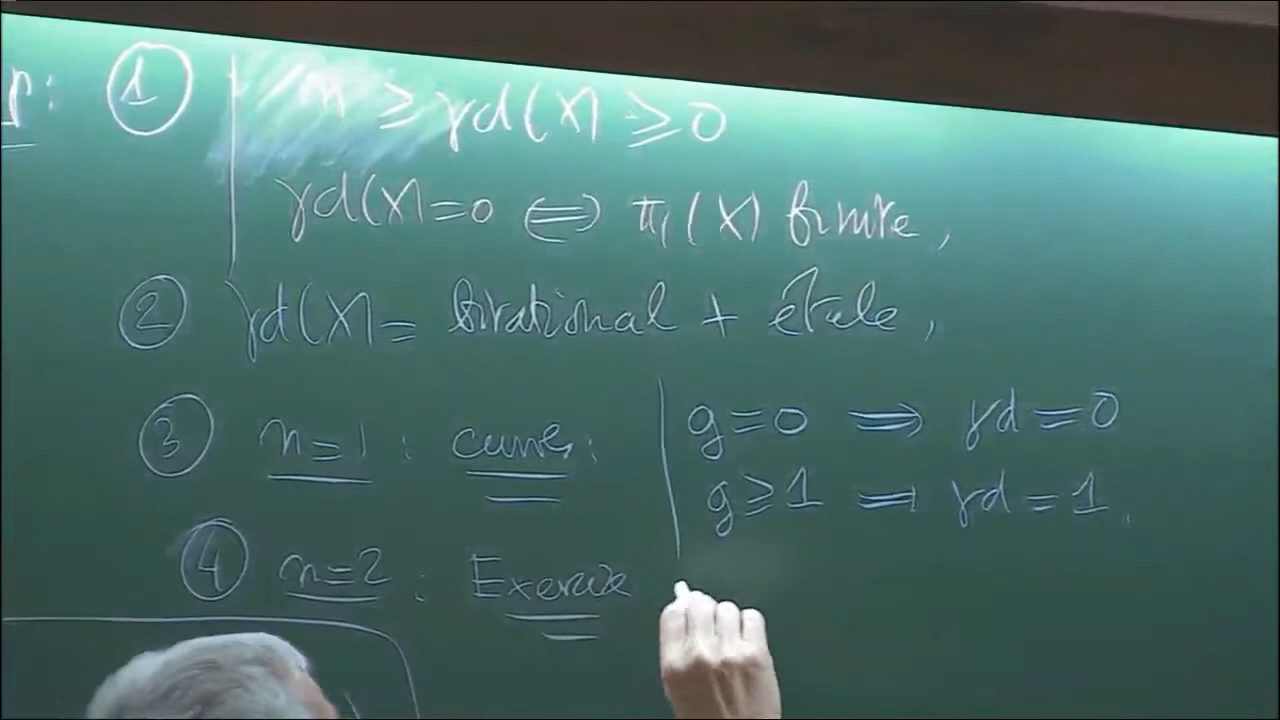 r: ① n ≥ γd(X) ≥ 0
γd(X)=0 ⟺ π₁(X) finite,
② γd(X)= birational + étale,
③ n=1 : curves: g=0 ⟹ γd=0
g≥1 ⟹ γd=1.
④ n=2 : Exercise